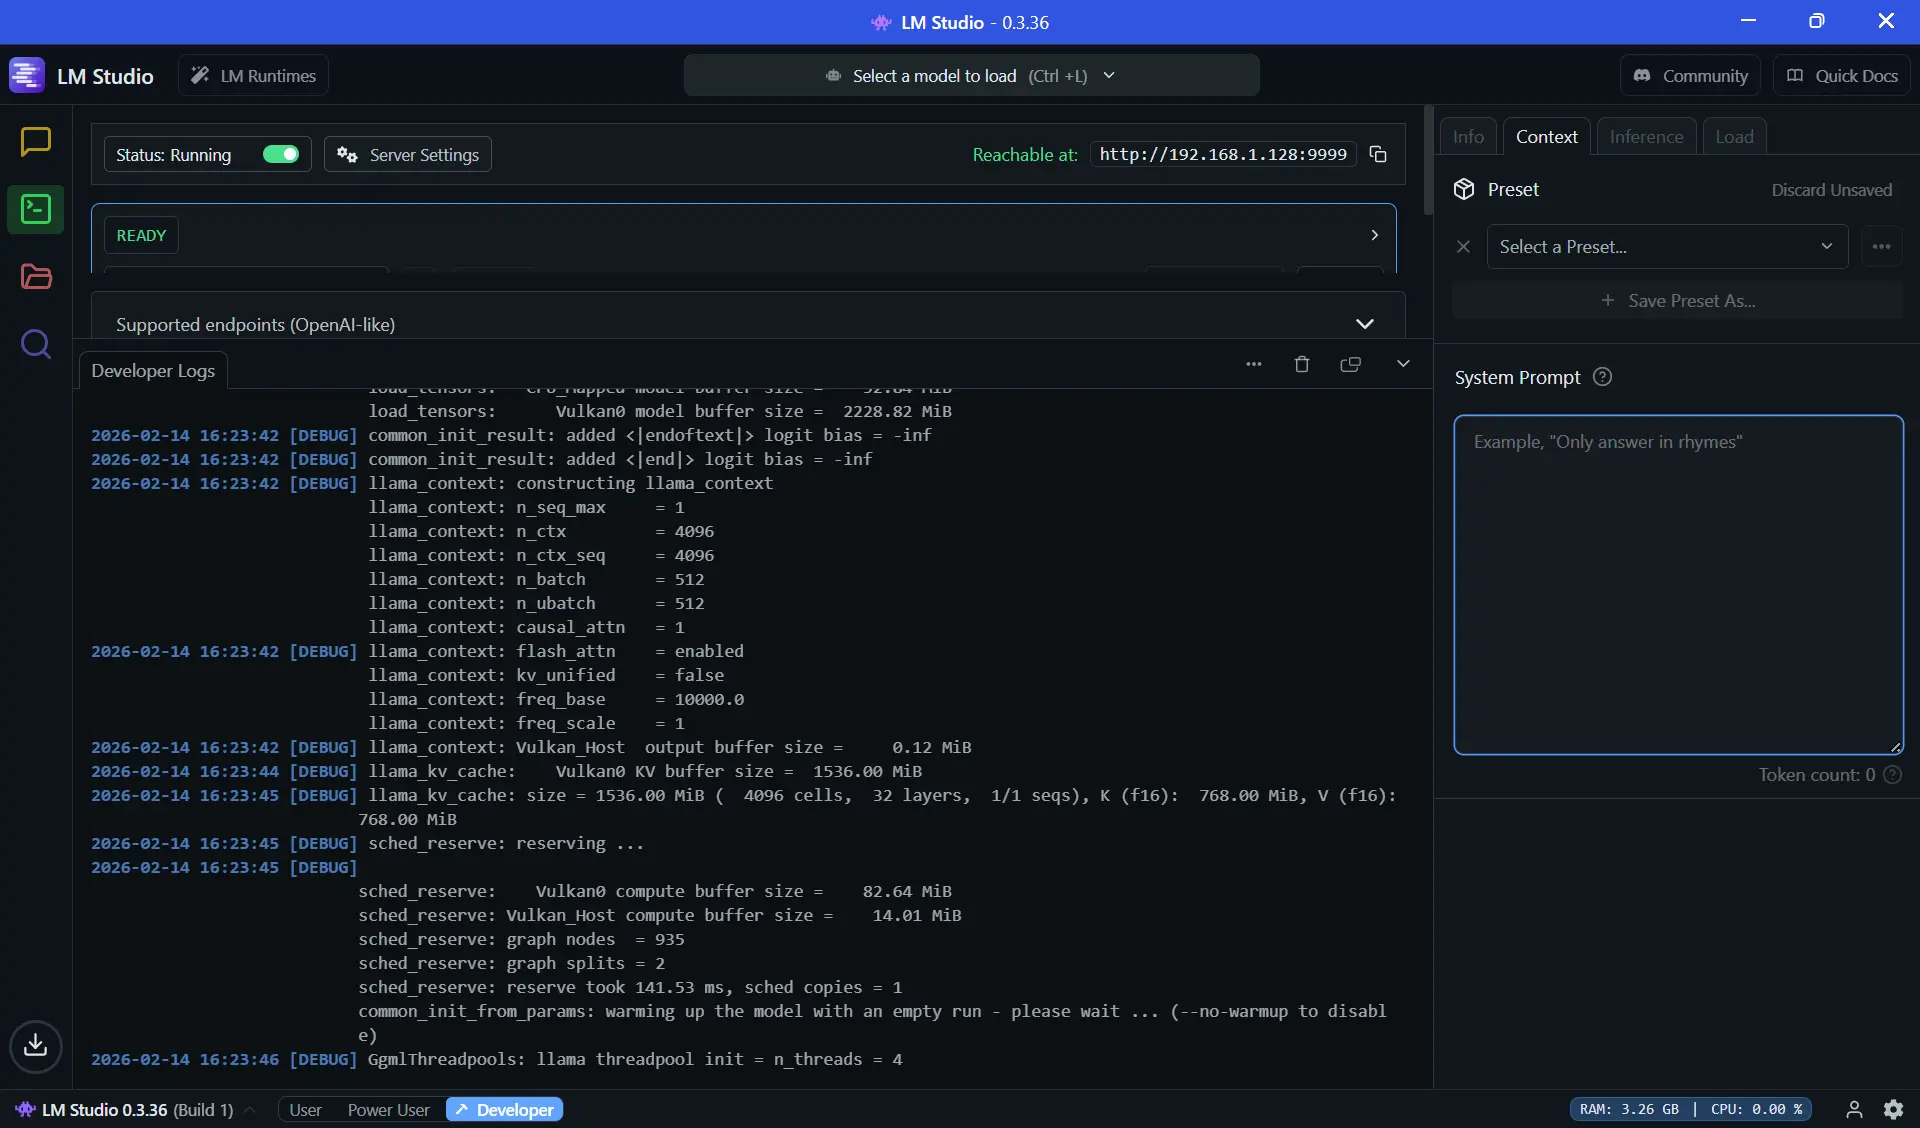 LM Studio - 0.3.36
LM Studio
LM Runtimes
Select a model to load (Ctrl +L)
Community
Quick Docs
Status: Running
Server Settings
Reachable at: http://192.168.1.128:9999
READY
Supported endpoints (OpenAI-like)
Developer Logs
load_tensors: CPU_Mapped model buffer size = 52.84 MiB
load_tensors: Vulkan0 model buffer size = 2228.82 MiB
2026-02-14 16:23:42 [DEBUG] common_init_result: added <|endoftext|> logit bias = -inf
2026-02-14 16:23:42 [DEBUG] common_init_result: added <|end|> logit bias = -inf
2026-02-14 16:23:42 [DEBUG] llama_context: constructing llama_context
llama_context: n_seq_max = 1
llama_context: n_ctx = 4096
llama_context: n_ctx_seq = 4096
llama_context: n_batch = 512
llama_context: n_ubatch = 512
llama_context: causal_attn = 1
2026-02-14 16:23:42 [DEBUG] llama_context: flash_attn = enabled
llama_context: kv_unified = false
llama_context: freq_base = 10000.0
llama_context: freq_scale = 1
2026-02-14 16:23:42 [DEBUG] llama_context: Vulkan_Host output buffer size = 0.12 MiB
2026-02-14 16:23:44 [DEBUG] llama_kv_cache: Vulkan0 KV buffer size = 1536.00 MiB
2026-02-14 16:23:45 [DEBUG] llama_kv_cache: size = 1536.00 MiB ( 4096 cells, 32 layers, 1/1 seqs), K (f16): 768.00 MiB, V (f16):
768.00 MiB
2026-02-14 16:23:45 [DEBUG] sched_reserve: reserving ...
2026-02-14 16:23:45 [DEBUG]
sched_reserve: Vulkan0 compute buffer size = 82.64 MiB
sched_reserve: Vulkan_Host compute buffer size = 14.01 MiB
sched_reserve: graph nodes = 935
sched_reserve: graph splits = 2
sched_reserve: reserve took 141.53 ms, sched copies = 1
common_init_from_params: warming up the model with an empty run - please wait ... (--no-warmup to disabl
e)
2026-02-14 16:23:46 [DEBUG] GgmlThreadpools: llama threadpool init = n_threads = 4
Info
Context
Inference
Load
Preset
Discard Unsaved
Select a Preset...
+ Save Preset As...
System Prompt
Example, "Only answer in rhymes"
Token count: 0
LM Studio 0.3.36 (Build 1)
User
Power User
Developer
RAM: 3.26 GB | CPU: 0.00 %